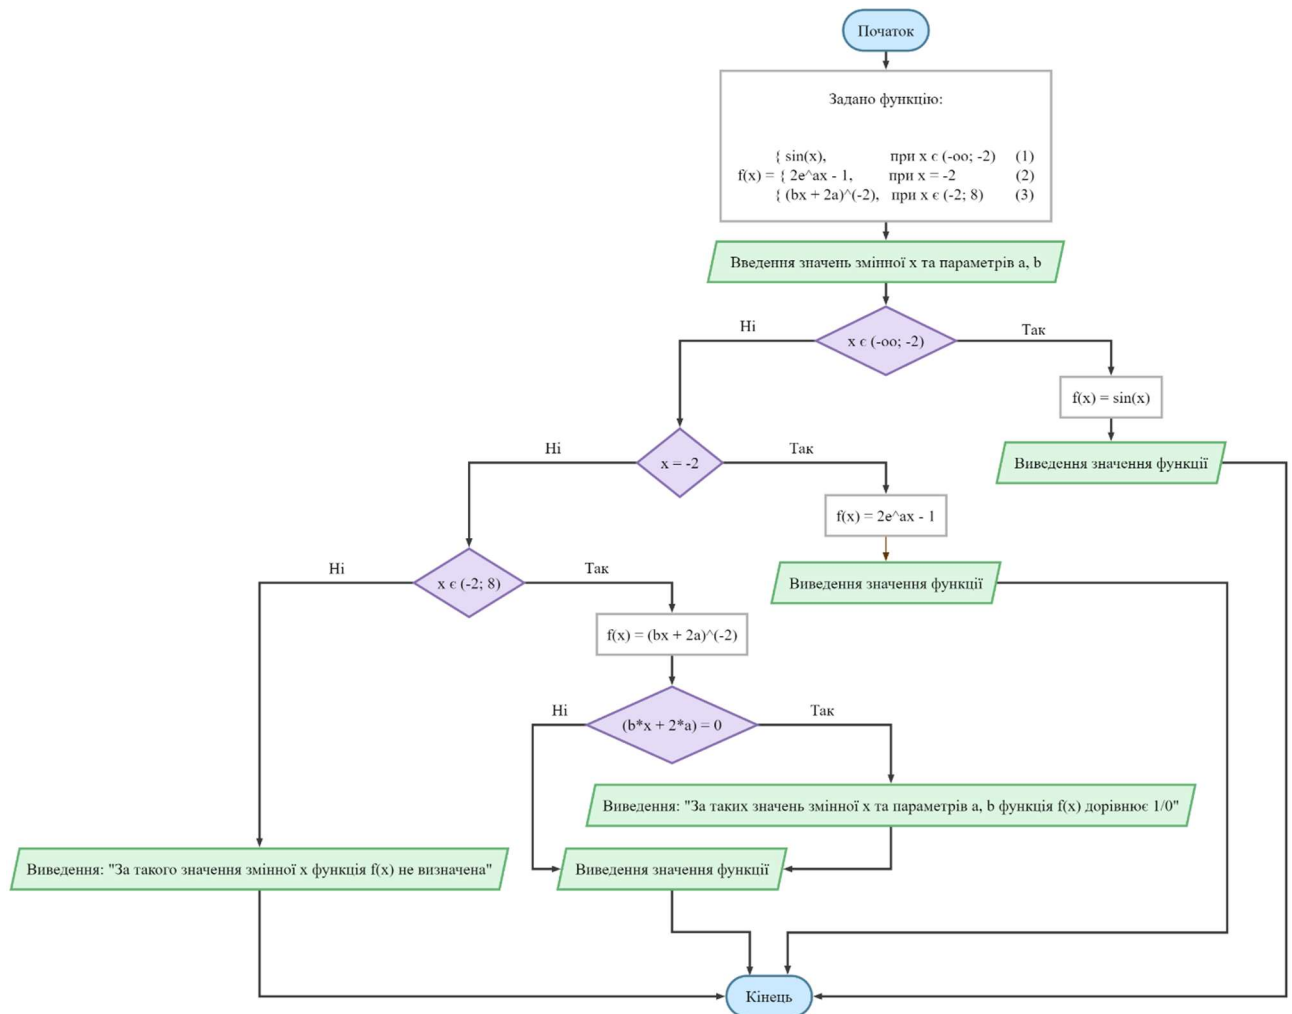 Початок
Задано функцію:
{ sin(x), при x є (-oo; -2) (1)
f(x) = { 2e^ax - 1, при x = -2 (2)
{ (bx + 2a)^(-2), при x є (-2; 8) (3)
Введення значень змінної x та параметрів a, b
Ні
Так
x є (-oo; -2)
f(x) = sin(x)
Ні
Так
x = -2
Виведення значення функції
f(x) = 2e^ax - 1
Ні
Так
x є (-2; 8)
Виведення значення функції
f(x) = (bx + 2a)^(-2)
Ні
Так
(b*x + 2*a) = 0
Виведення: "За таких значень змінної x та параметрів a, b функція f(x) дорівнює 1/0"
Виведення: "За такого значення змінної x функція f(x) не визначена"
Виведення значення функції
Кінець